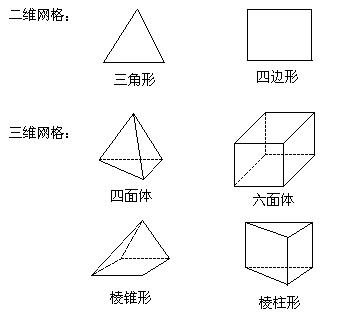 二维网格：
三角形 四边形
三维网格：
四面体 六面体
棱锥形 棱柱形